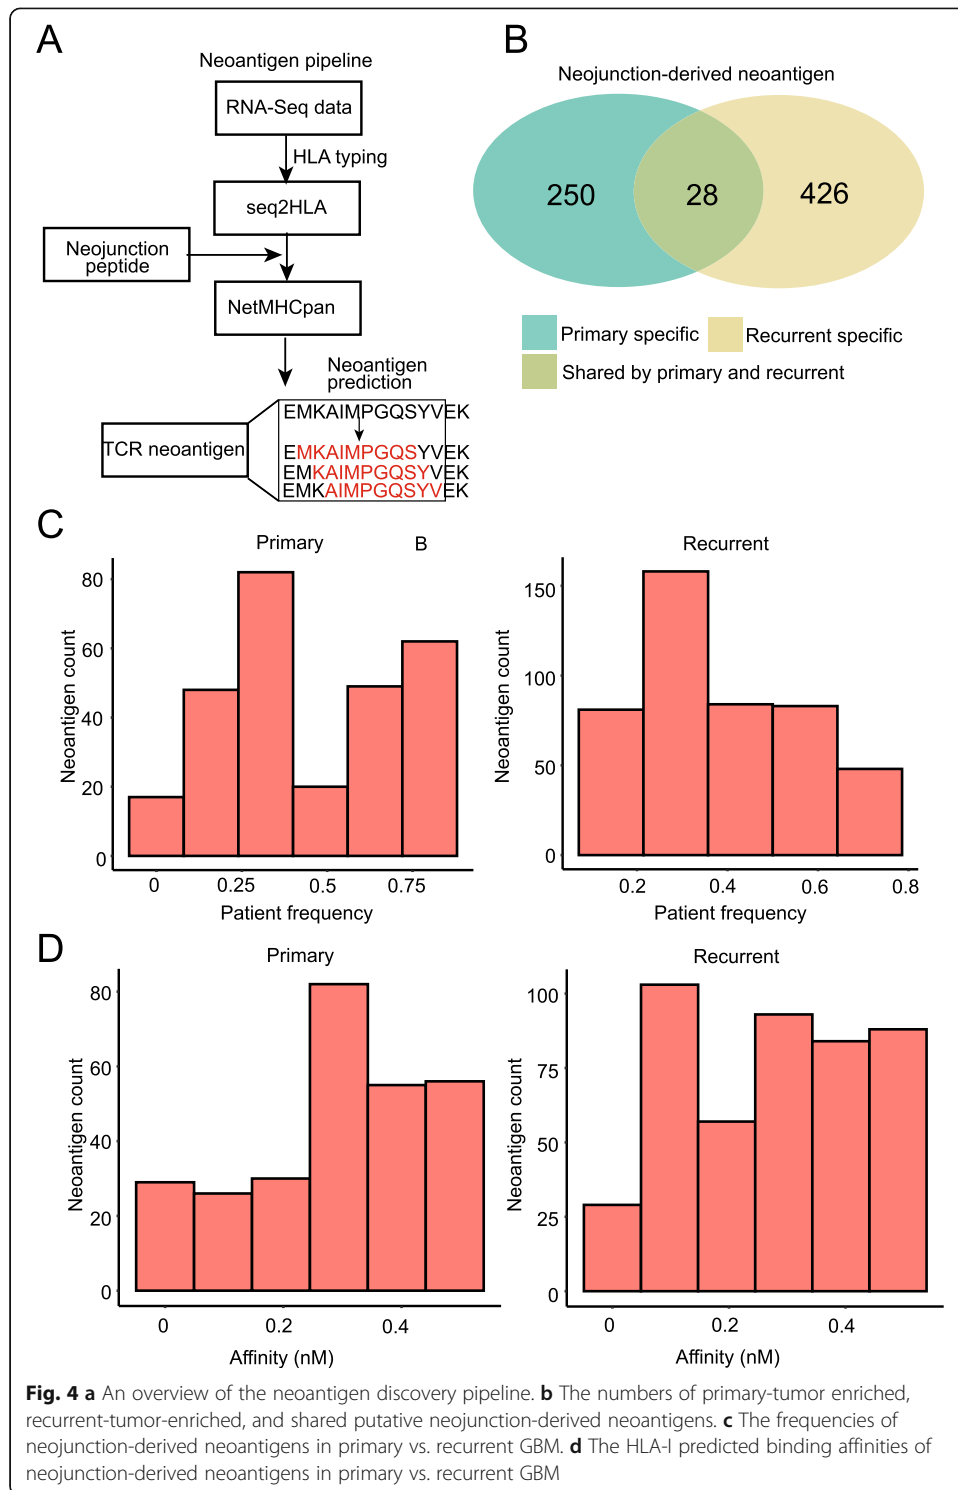 A
Neoantigen pipeline
RNA-Seq data
HLA typing
seq2HLA
Neojunction
peptide
NetMHCpan
Neoantigen
prediction
TCR neoantigen
EMKAIMPGQSYVEK
EMKAIMPGQSYVEK
EMKAIMPGQSYVEK
EMKAIMPGQSYVEK
B
Neojunction-derived neoantigen
250
28
426
Primary specific
Recurrent specific
Shared by primary and recurrent
C
Primary
B
Neoantigen count
80
60
40
20
0
0
0.25
0.5
0.75
Patient frequency
Recurrent
Neoantigen count
150
100
50
0
0.2
0.4
0.6
0.8
Patient frequency
D
Primary
Neoantigen count
80
60
40
20
0
0
0.2
0.4
Affinity (nM)
Recurrent
Neoantigen count
100
75
50
25
0
0
0.2
0.4
Affinity (nM)
Fig. 4 a An overview of the neoantigen discovery pipeline. b The numbers of primary-tumor enriched,
recurrent-tumor-enriched, and shared putative neojunction-derived neoantigens. c The frequencies of
neojunction-derived neoantigens in primary vs. recurrent GBM. d The HLA-I predicted binding affinities of
neojunction-derived neoantigens in primary vs. recurrent GBM